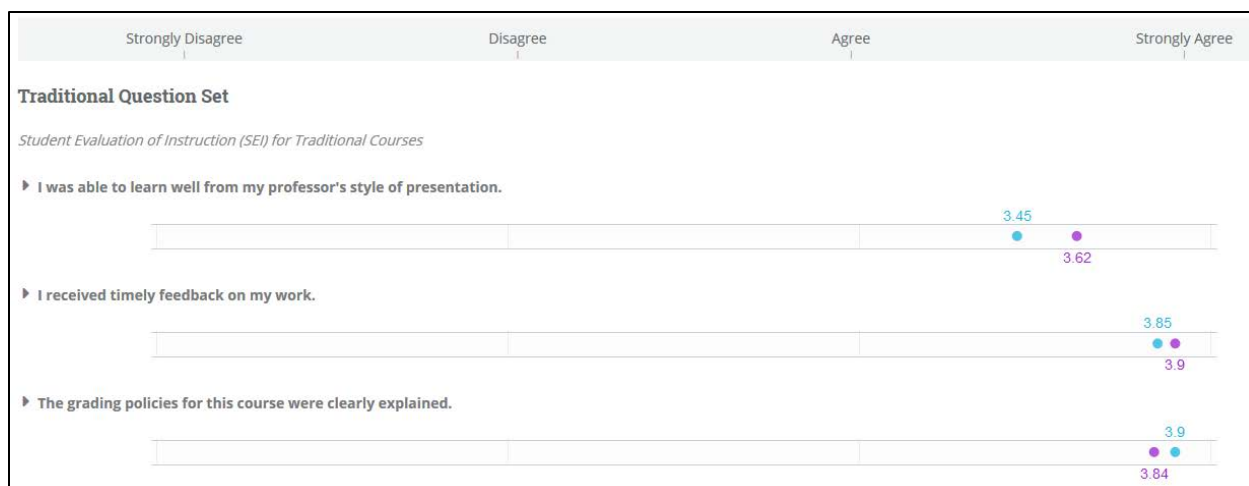 Strongly Disagree Disagree Agree Strongly Agree
Traditional Question Set
Student Evaluation of Instruction (SEI) for Traditional Courses
I was able to learn well from my professor's style of presentation.
3.45
3.62
I received timely feedback on my work.
3.85
3.9
The grading policies for this course were clearly explained.
3.9
3.84